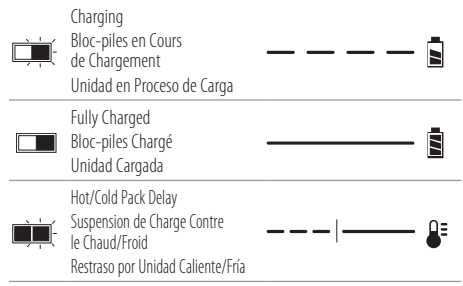 Charging
Bloc-piles en Cours
de Chargement
Unidad en Proceso de Carga
Fully Charged
Bloc-piles Chargé
Unidad Cargada
Hot/Cold Pack Delay
Suspension de Charge Contre
le Chaud/Froid
Restraso por Unidad Caliente/Fría